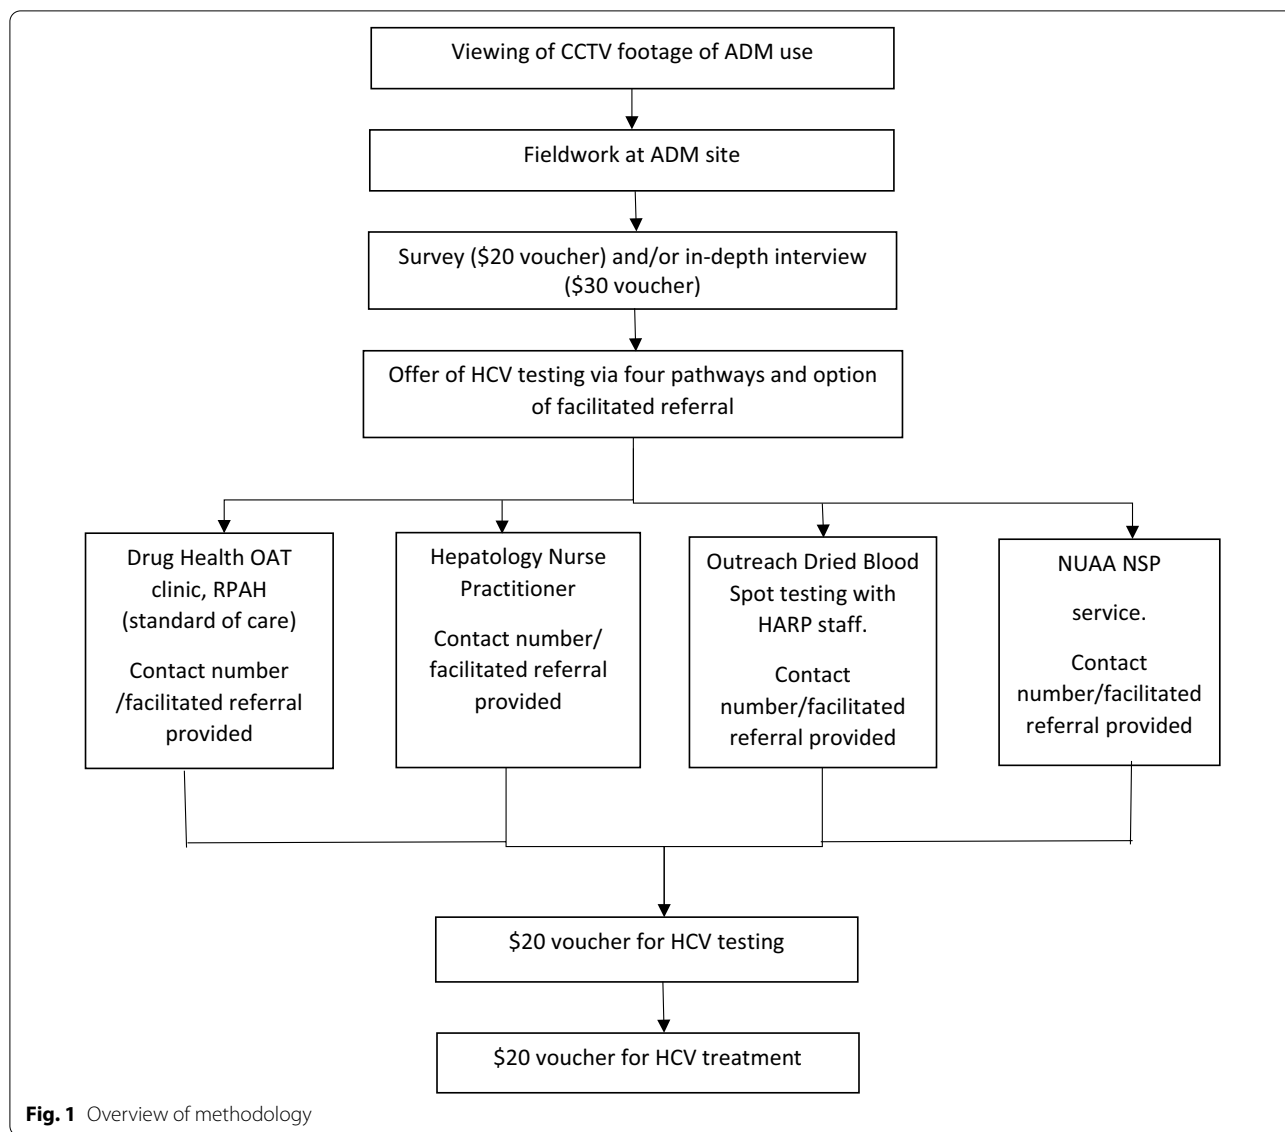 Viewing of CCTV footage of ADM use
Fieldwork at ADM site
Survey ($20 voucher) and/or in-depth interview
($30 voucher)
Offer of HCV testing via four pathways and option
of facilitated referral
Drug Health OAT
clinic, RPAH
(standard of care)
Contact number
/facilitated referral
provided
Hepatology Nurse
Practitioner
Contact number/
facilitated referral
provided
Outreach Dried Blood
Spot testing with
HARP staff.
Contact
number/facilitated
referral provided
NUAA NSP
service.
Contact
number/facilitated
referral provided
$20 voucher for HCV testing
$20 voucher for HCV treatment
Fig. 1 Overview of methodology